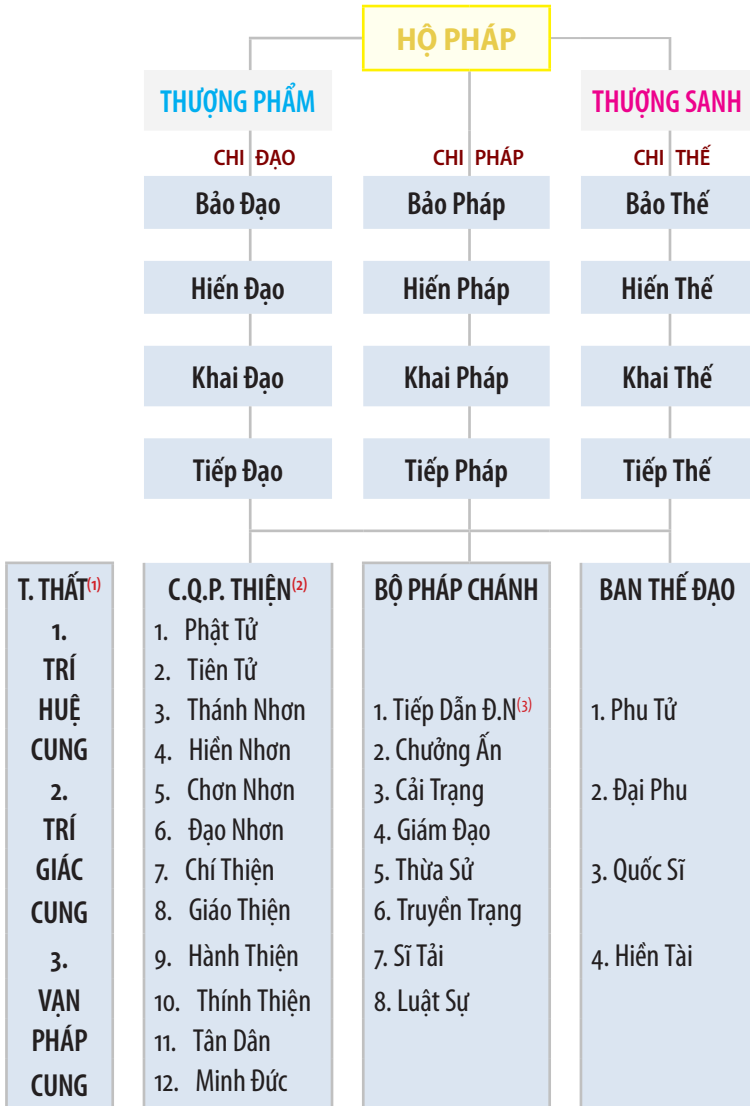 HỘ PHÁP
THƯỢNG PHẨM
THƯỢNG SANH
CHI ĐẠO
CHI PHÁP
CHI THẾ
Bảo Đạo
Bảo Pháp
Bảo Thế
Hiến Đạo
Hiến Pháp
Hiến Thế
Khai Đạo
Khai Pháp
Khai Thế
Tiếp Đạo
Tiếp Pháp
Tiếp Thế
T. THẤT(1)
1.
TRÍ
HUỆ
CUNG
2.
TRÍ
GIÁC
CUNG
3.
VẠN
PHÁP
CUNG
C.Q.P. THIỆN(2)
1. Phật Tử
2. Tiên Tử
3. Thánh Nhơn
4. Hiền Nhơn
5. Chơn Nhơn
6. Đạo Nhơn
7. Chí Thiện
8. Giáo Thiện
9. Hành Thiện
10. Thính Thiện
11. Tân Dân
12. Minh Đức
BỘ PHÁP CHÁNH
1. Tiếp Dẫn Đ.N(3)
2. Chưởng Ấn
3. Cải Trạng
4. Giám Đạo
5. Thừa Sử
6. Truyền Trạng
7. Sĩ Tải
8. Luật Sự
BAN THẾ ĐẠO
1. Phu Tử
2. Đại Phu
3. Quốc Sĩ
4. Hiền Tài